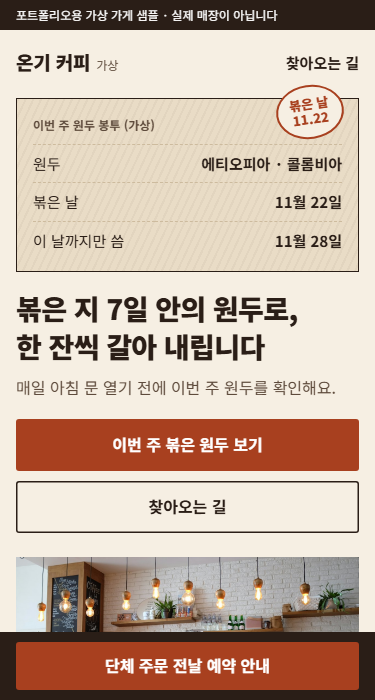 포트폴리오용 가상 가게 샘플 · 실제 매장이 아닙니다
온기 커피 가상
찾아오는 길
볶은 날
11.22
이번 주 원두 봉투 (가상)
원두 에티오피아 · 콜롬비아
볶은 날 11월 22일
이 날까지만 씀 11월 28일
볶은 지 7일 안의 원두로,
한 잔씩 갈아 내립니다
매일 아침 문 열기 전에 이번 주 원두를 확인해요.
이번 주 볶은 원두 보기
찾아오는 길
단체 주문 전날 예약 안내